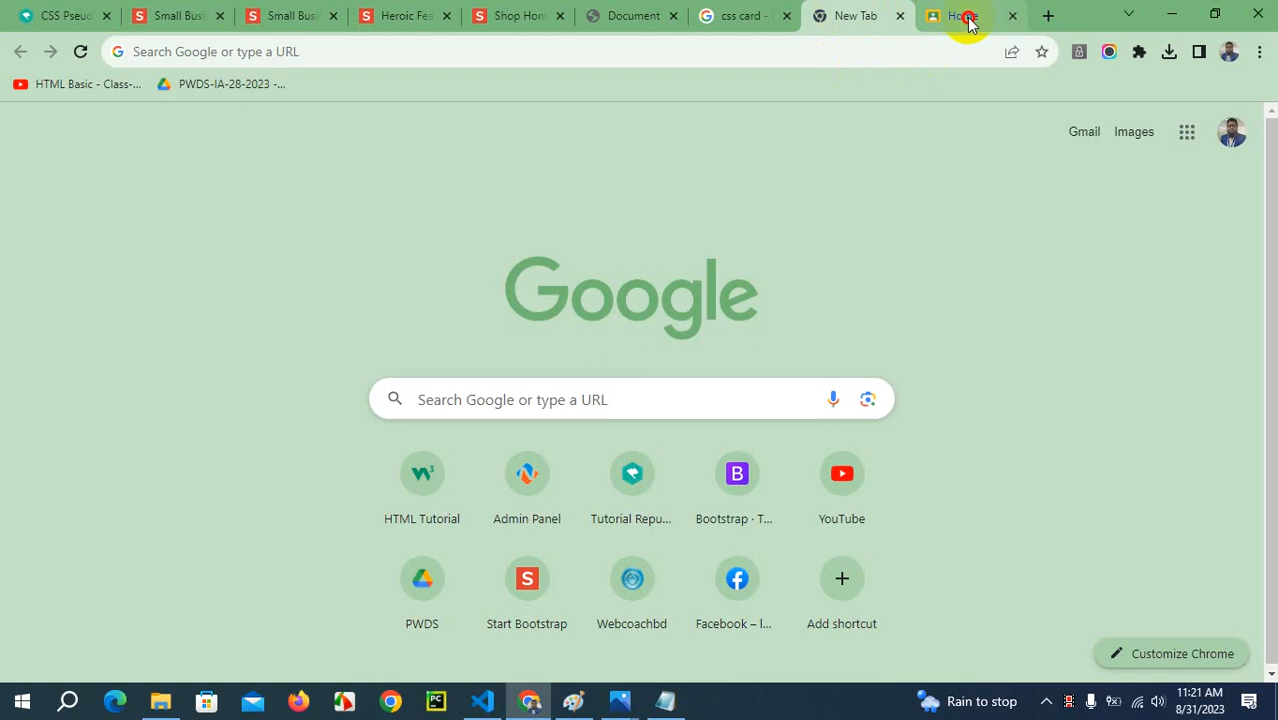 CSS Pseud
Small Busi
Small Busi
Heroic Fea
Shop Hom
Document
css card -
New Tab
Search Google or type a URL
HTML Basic - Class-...
PWDS-IA-28-2023 -...
Gmail
Images
Google
Search Google or type a URL
HTML Tutorial
Admin Panel
Tutorial Repu...
Bootstrap · T...
YouTube
PWDS
Start Bootstrap
Webcoachbd
Facebook – l...
Add shortcut
Customize Chrome
Rain to stop
11:21 AM
8/31/2023